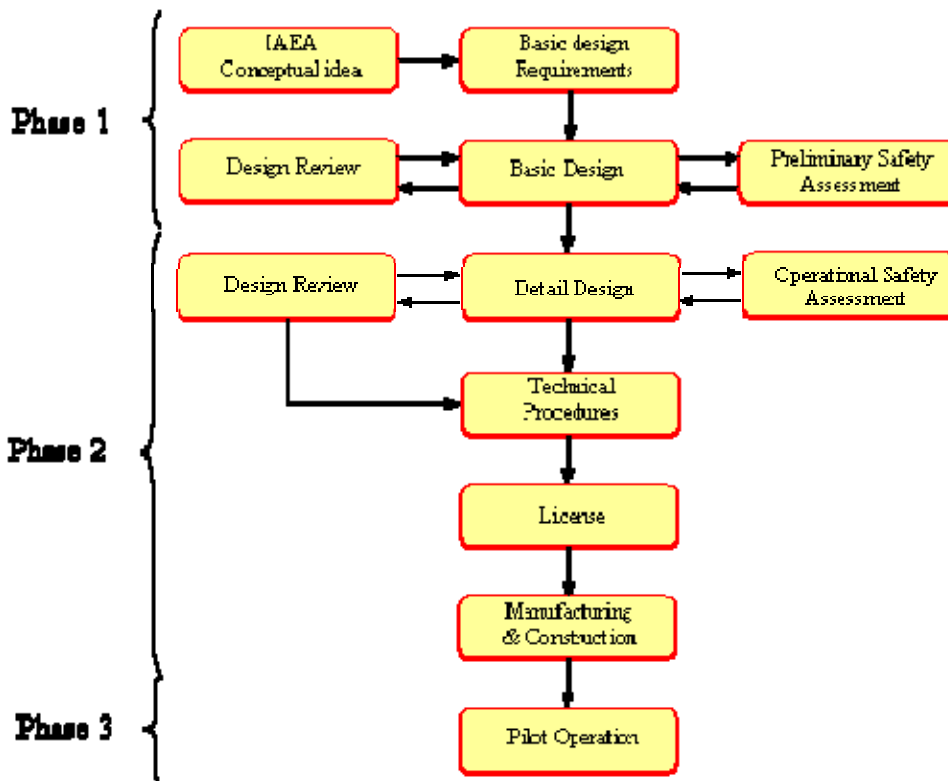 Phase 1
IAEA
Conceptual idea
Basic design
Requirements
Design Review
Basic Design
Preliminary Safety
Assessment
Phase 2
Design Review
Detail Design
Operational Safety
Assessment
Technical
Procedures
License
Manufacturing
& Construction
Phase 3
Pilot Operation